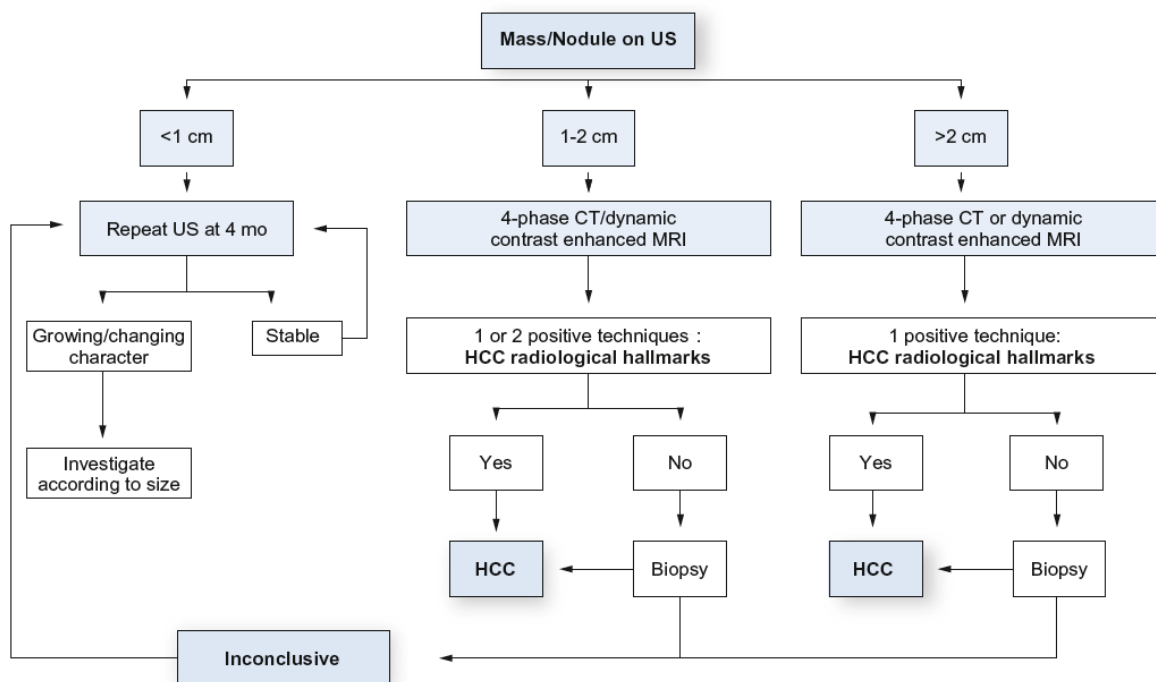 Mass/Nodule on US
<1 cm
1-2 cm
>2 cm
Repeat US at 4 mo
4-phase CT/dynamic
contrast enhanced MRI
4-phase CT or dynamic
contrast enhanced MRI
Growing/changing
character
Stable
1 or 2 positive techniques :
HCC radiological hallmarks
1 positive technique:
HCC radiological hallmarks
Investigate
according to size
Yes
No
Yes
No
HCC
Biopsy
HCC
Biopsy
Inconclusive